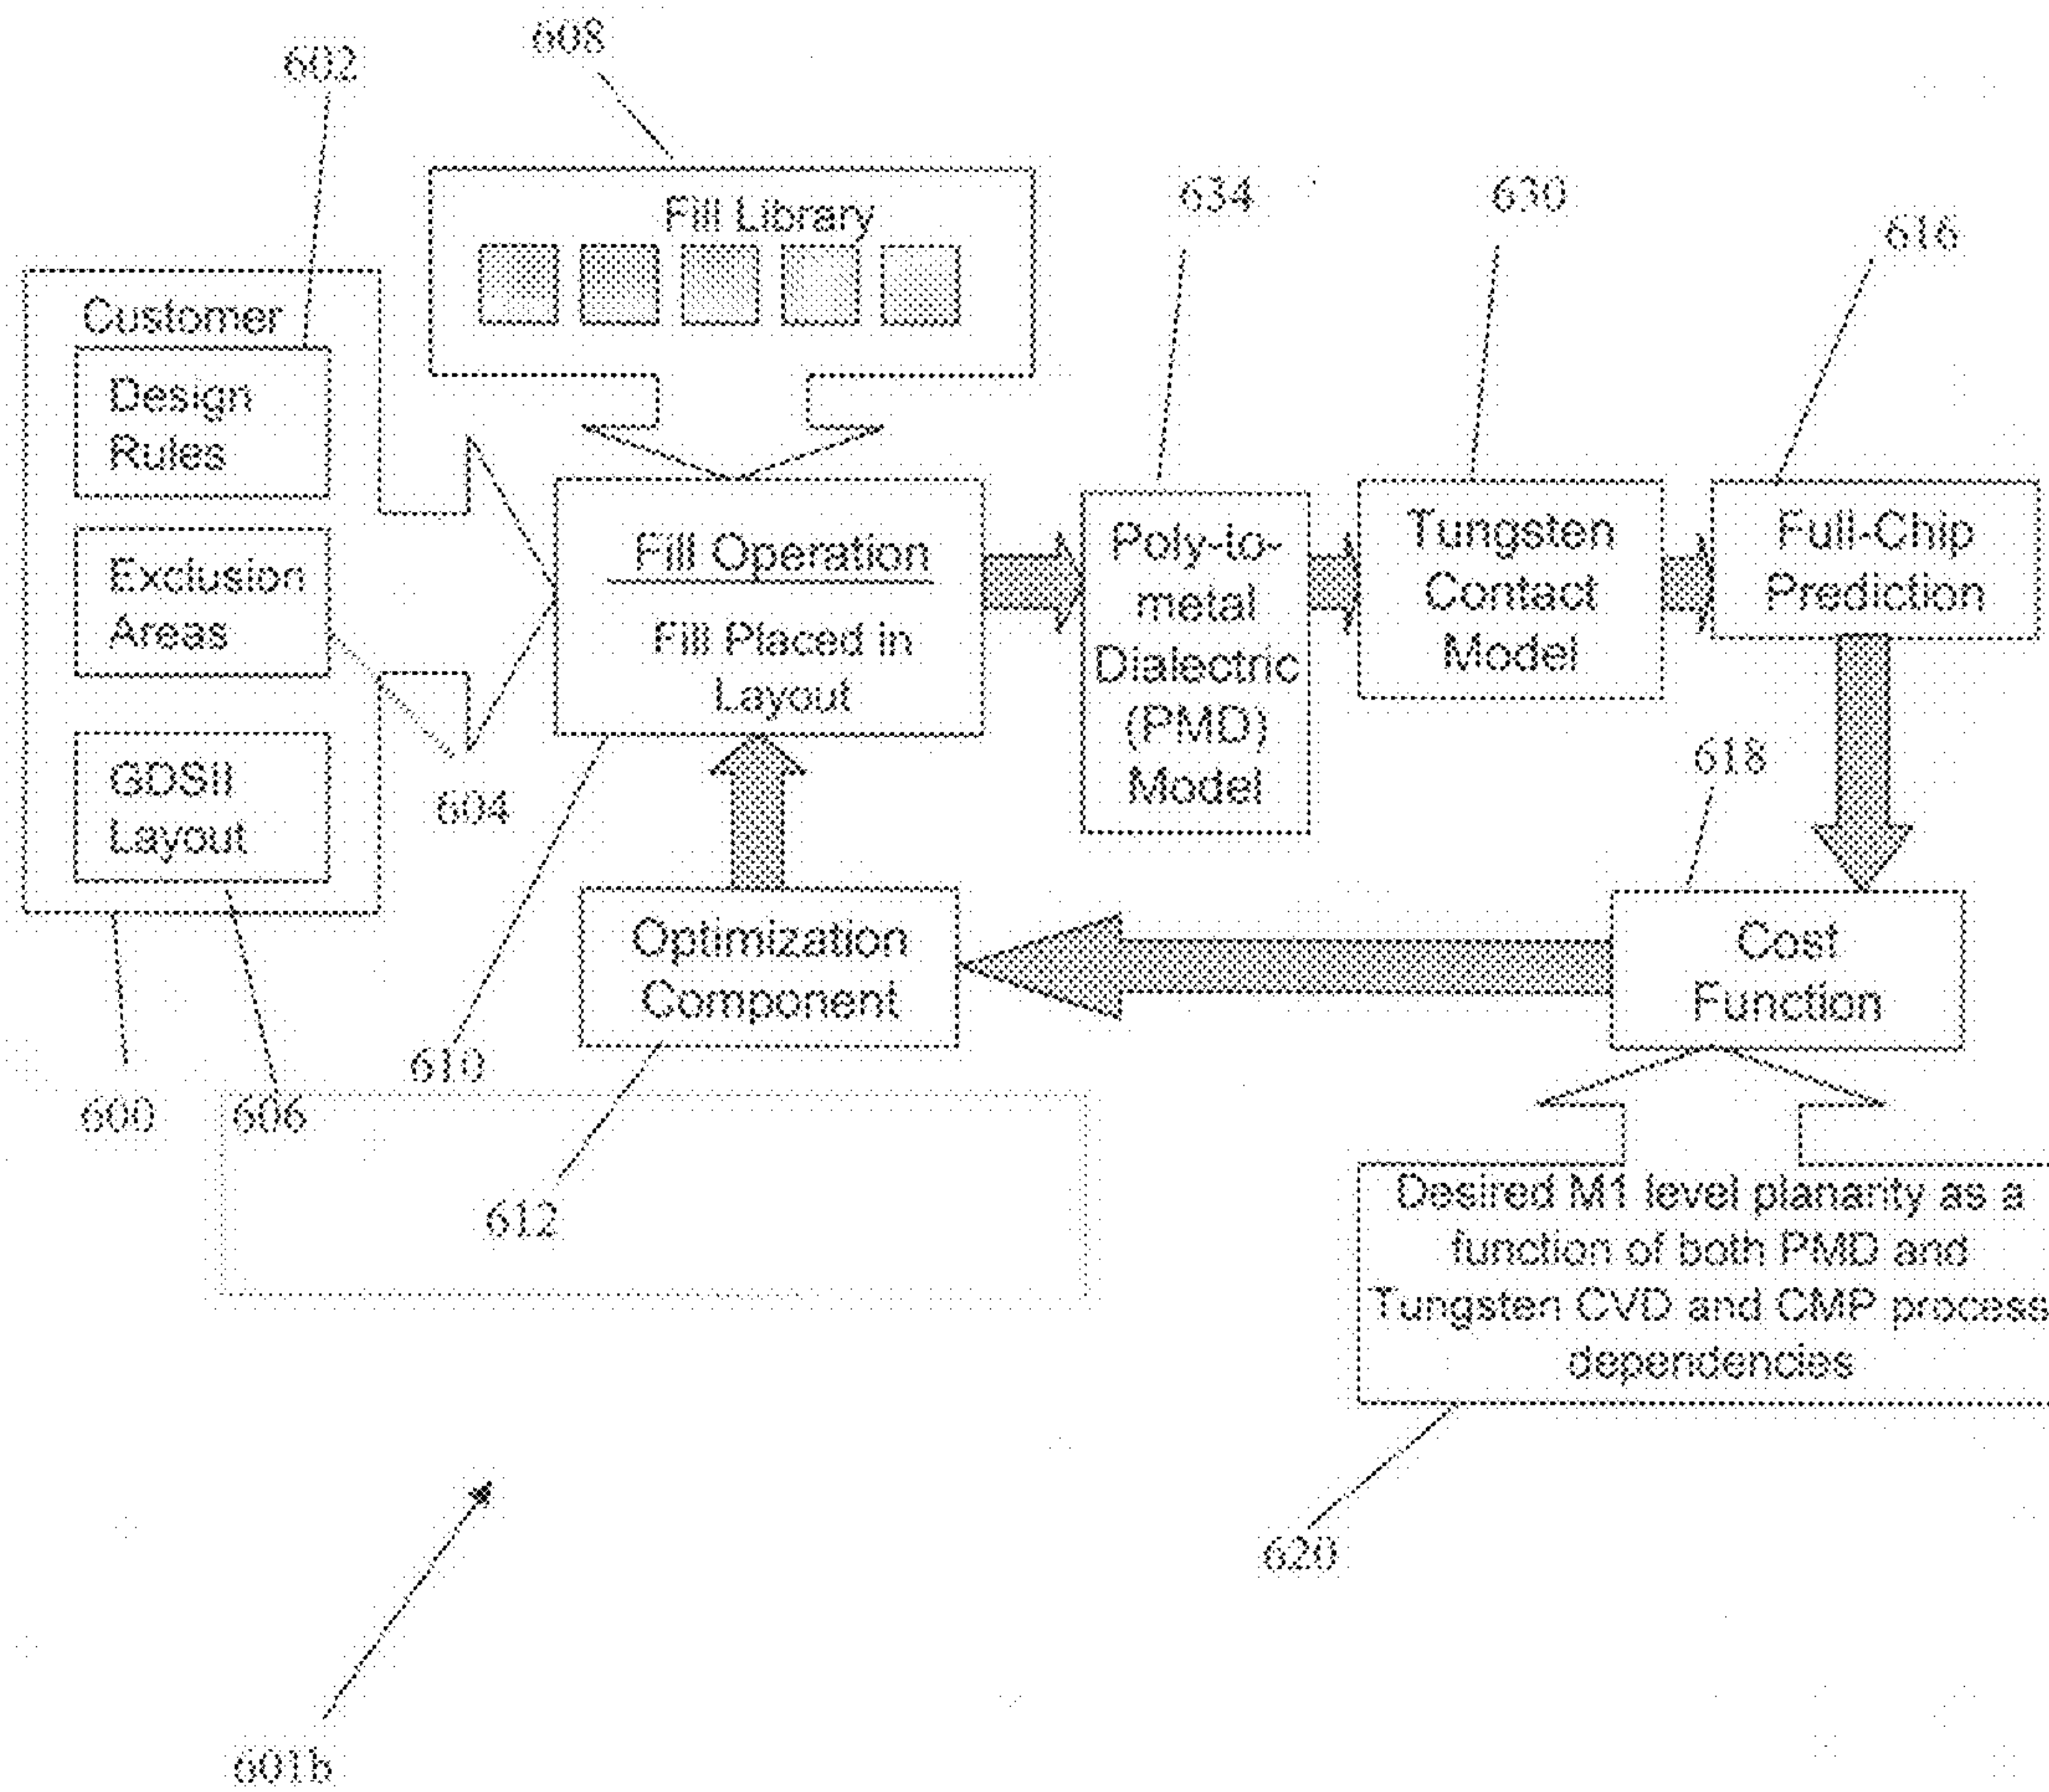 608
602
Fill Library
634
630
616
Customer
Design
Rules
Exclusion
Areas
GDSII
Layout
604
Fill Operation
Fill Placed in
Layout
Poly-to-
metal
Dialectric
(PMD)
Model
Tungsten
Contact
Model
Full-Chip
Prediction
618
Optimization
Component
Cost
Function
610
600
606
612
Desired M1 level planarity as a
function of both PMD and
Tungsten CVD and CMP process
dependencies
620
601b